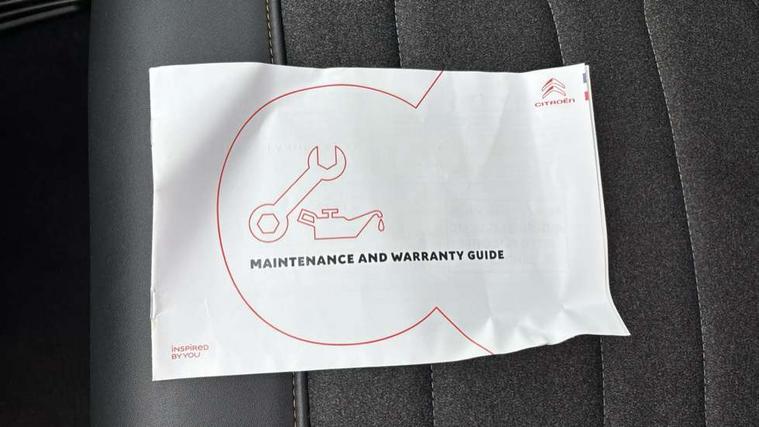 CITROËN
MAINTENANCE AND WARRANTY GUIDE
INSPIRED
BY YOU